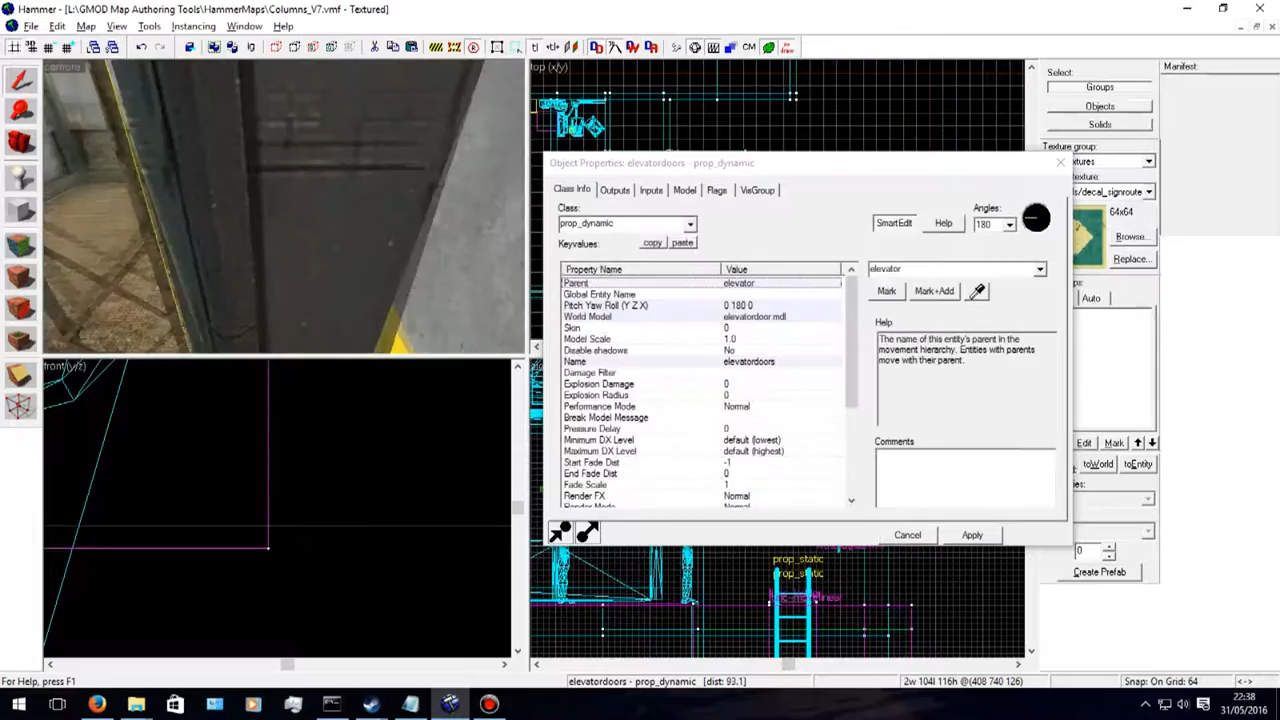 Hammer - [L:\GMOD Map Authoring Tools\HammerMaps\Columns_V7.vmf - Textured]
File Edit Map View Tools Instancing Window Help
CM
camera
top (x/y)
Select:
Manifest:
Groups
Objects
Solids
Texture group:
64x64
Browse...
Replace...
Auto
Object Properties: elevatordoors - prop_dynamic
Class Info Outputs Inputs Model Flags VisGroup
Class:
prop_dynamic
Keyvalues: copy paste
SmartEdit Help
Angles:
180
Property Name Value
Parent elevator
Global Entity Name
Pitch Yaw Roll (Y Z X) 0 180 0
World Model elevatordoor.mdl
Skin 0
Model Scale 1.0
Disable shadows No
Name elevatordoors
Damage Filter
Explosion Damage 0
Explosion Radius 0
Performance Mode Normal
Break Model Message
Pressure Delay 0
Minimum DX Level default (lowest)
Maximum DX Level default (highest)
Start Fade Dist -1
End Fade Dist 0
Fade Scale 1
Render FX Normal
elevator
Mark Mark+Add
Help
The name of this entity's parent in the
movement hierarchy. Entities with parents
move with their parent.
Comments
Cancel Apply
front (y/z)
Edit Mark
toWorld toEntity
0
Create Prefab
prop_static
prop_static
For Help, press F1
elevatordoors - prop_dynamic [dist: 93.1]
2w 104l 116h @(408 740 126)
Snap: On Grid: 64
<->
22:38
31/05/2016